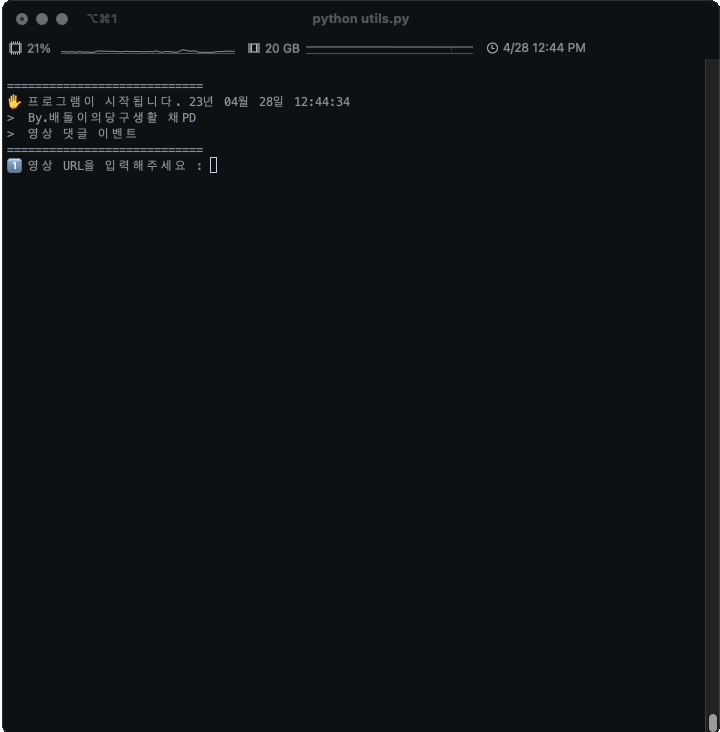 ⌥⌘1 python utils.py
21% 20 GB 4/28 12:44 PM
============================
🖐 프로그램이 시작됩니다. 23년 04월 28일 12:44:34
> By.배돌이의당구생활 채PD
> 영상 댓글 이벤트
============================
1️⃣ 영상 URL을 입력해주세요 :